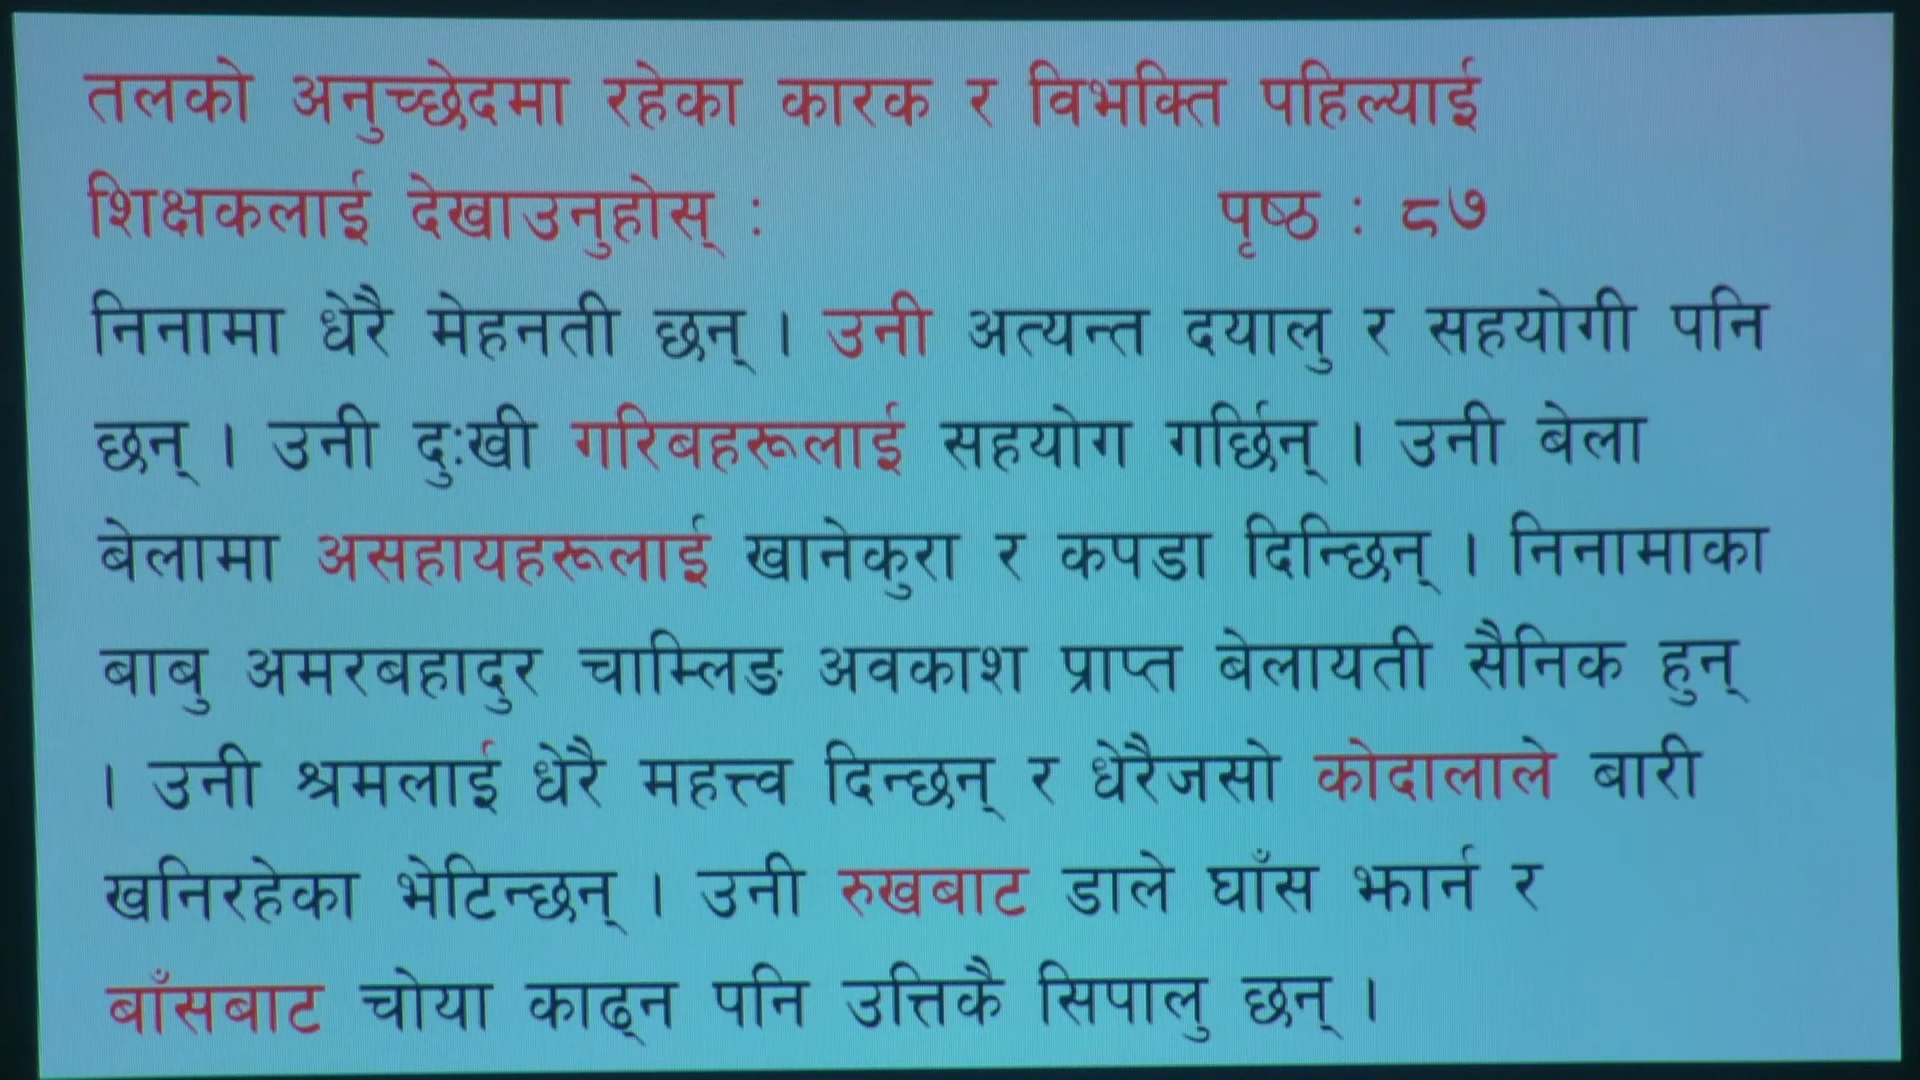 तलको अनुच्छेदमा रहेका कारक र विभक्ति पहिल्याई
शिक्षकलाई देखाउनुहोस् : पृष्ठ : ८७
निनामा धेरै मेहनती छन् । उनी अत्यन्त दयालु र सहयोगी पनि
छन् । उनी दुःखी गरिबहरूलाई सहयोग गर्छिन् । उनी बेला
बेलामा असहायहरूलाई खानेकुरा र कपडा दिन्छिन् । निनामाका
बाबु अमरबहादुर चाम्लिङ अवकाश प्राप्त बेलायती सैनिक हुन्
। उनी श्रमलाई धेरै महत्त्व दिन्छन् र धेरैजसो कोदालाले बारी
खनिरहेका भेटिन्छन् । उनी रुखबाट डाले घाँस झार्न र
बाँसबाट चोया काढ्न पनि उत्तिकै सिपालु छन् ।